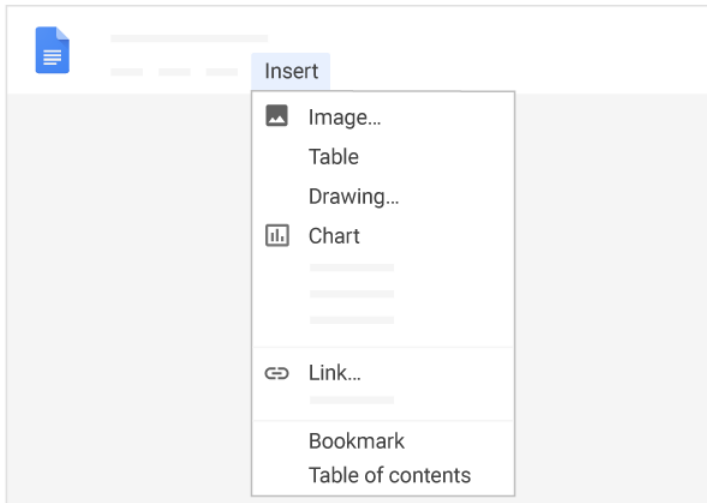 Insert
Image...
Table
Drawing...
Chart
Link...
Bookmark
Table of contents